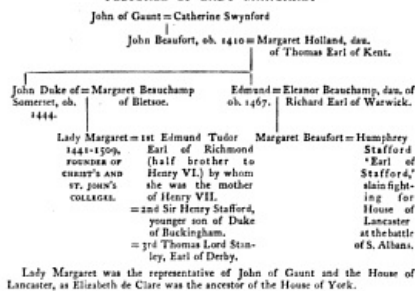 John of Gaunt = Catherine Swynford
John Beaufort, ob. 1410 = Margaret Holland, dau.
of Thomas Earl of Kent.
John Duke of = Margaret Beauchamp
Somerset, ob. of Bletsoe.
1444.
Edmund = Eleanor Beauchamp, dau. of
ob. 1467. Richard Earl of Warwick.
Lady Margaret = 1st Edmund Tudor
1441-1509, Earl of Richmond
FOUNDER OF (half brother to
CHRIST'S AND Henry VI.) by whom
ST. JOHN'S she was the mother
COLLEGES. of Henry VII.
= 2nd Sir Henry Stafford,
younger son of Duke
of Buckingham.
= 3rd Thomas Lord Stan-
ley, Earl of Derby.
Margaret Beaufort = Humphrey
Stafford
'Earl of
Stafford,'
slain fight-
ing for
House of
Lancaster
at the battle
of S. Albans.
Lady Margaret was the representative of John of Gaunt and the House of
Lancaster, as Elizabeth de Clare was the ancestor of the House of York.